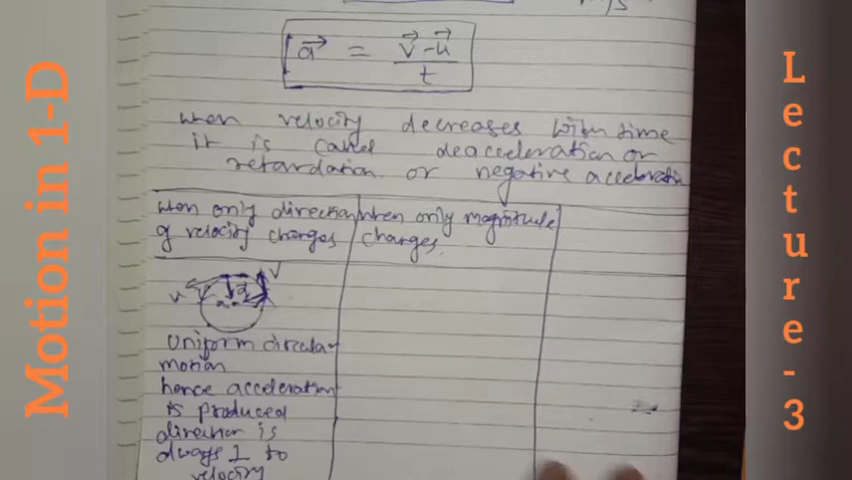 Motion in 1-D
Lecture-3
a⃗ = (v⃗ - u⃗) / t
when velocity decreases with time
it is called deacceleration or
retardation or negative acceleratio
when only direction
of velocity changes
when only magnitude
changes.
v
v
a⃗
Uniform circular
motion
hence acceleration
is produced
direction is
always ⊥ to
velocity